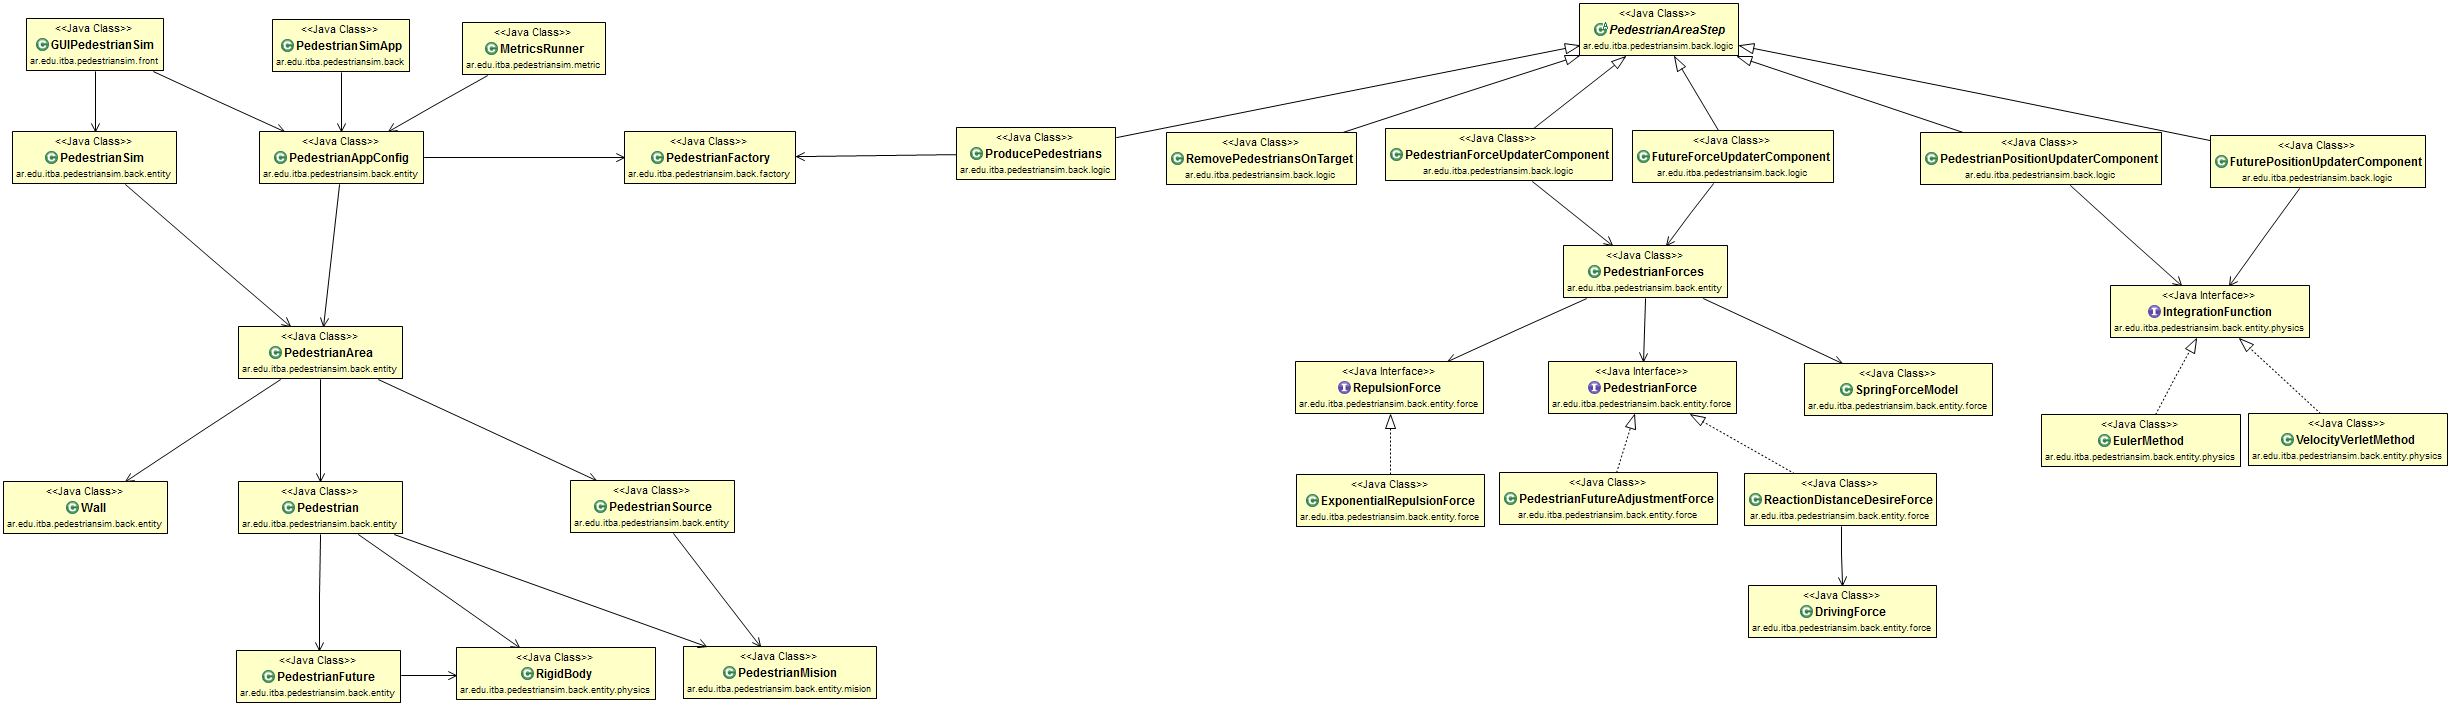 <<Java Class>>
GUIPedestrianSim
ar.edu.itba.pedestriansim.front
<<Java Class>>
PedestrianSimApp
ar.edu.itba.pedestriansim.back
<<Java Class>>
MetricsRunner
ar.edu.itba.pedestriansim.metric
<<Java Class>>
PedestrianAreaStep
ar.edu.itba.pedestriansim.back.logic
<<Java Class>>
PedestrianSim
ar.edu.itba.pedestriansim.back.entity
<<Java Class>>
PedestrianAppConfig
ar.edu.itba.pedestriansim.back.entity
<<Java Class>>
PedestrianFactory
ar.edu.itba.pedestriansim.back.factory
<<Java Class>>
ProducePedestrians
ar.edu.itba.pedestriansim.back.logic
<<Java Class>>
RemovePedestriansOnTarget
ar.edu.itba.pedestriansim.back.logic
<<Java Class>>
PedestrianForceUpdaterComponent
ar.edu.itba.pedestriansim.back.logic
<<Java Class>>
FutureForceUpdaterComponent
ar.edu.itba.pedestriansim.back.logic
<<Java Class>>
PedestrianPositionUpdaterComponent
ar.edu.itba.pedestriansim.back.logic
<<Java Class>>
FuturePositionUpdaterComponent
ar.edu.itba.pedestriansim.back.logic
<<Java Class>>
PedestrianForces
ar.edu.itba.pedestriansim.back.entity
<<Java Interface>>
IntegrationFunction
ar.edu.itba.pedestriansim.back.entity.physics
<<Java Class>>
PedestrianArea
ar.edu.itba.pedestriansim.back.entity
<<Java Interface>>
RepulsionForce
ar.edu.itba.pedestriansim.back.entity.force
<<Java Interface>>
PedestrianForce
ar.edu.itba.pedestriansim.back.entity.force
<<Java Class>>
SpringForceModel
ar.edu.itba.pedestriansim.back.entity.force
<<Java Class>>
EulerMethod
ar.edu.itba.pedestriansim.back.entity.physics
<<Java Class>>
VelocityVerletMethod
ar.edu.itba.pedestriansim.back.entity.physics
<<Java Class>>
Wall
ar.edu.itba.pedestriansim.back.entity
<<Java Class>>
Pedestrian
ar.edu.itba.pedestriansim.back.entity
<<Java Class>>
PedestrianSource
ar.edu.itba.pedestriansim.back.entity
<<Java Class>>
ExponentialRepulsionForce
ar.edu.itba.pedestriansim.back.entity.force
<<Java Class>>
PedestrianFutureAdjustmentForce
ar.edu.itba.pedestriansim.back.entity.force
<<Java Class>>
ReactionDistanceDesireForce
ar.edu.itba.pedestriansim.back.entity.force
<<Java Class>>
DrivingForce
ar.edu.itba.pedestriansim.back.entity.force
<<Java Class>>
PedestrianFuture
ar.edu.itba.pedestriansim.back.entity
<<Java Class>>
RigidBody
ar.edu.itba.pedestriansim.back.entity.physics
<<Java Class>>
PedestrianMision
ar.edu.itba.pedestriansim.back.entity.mision